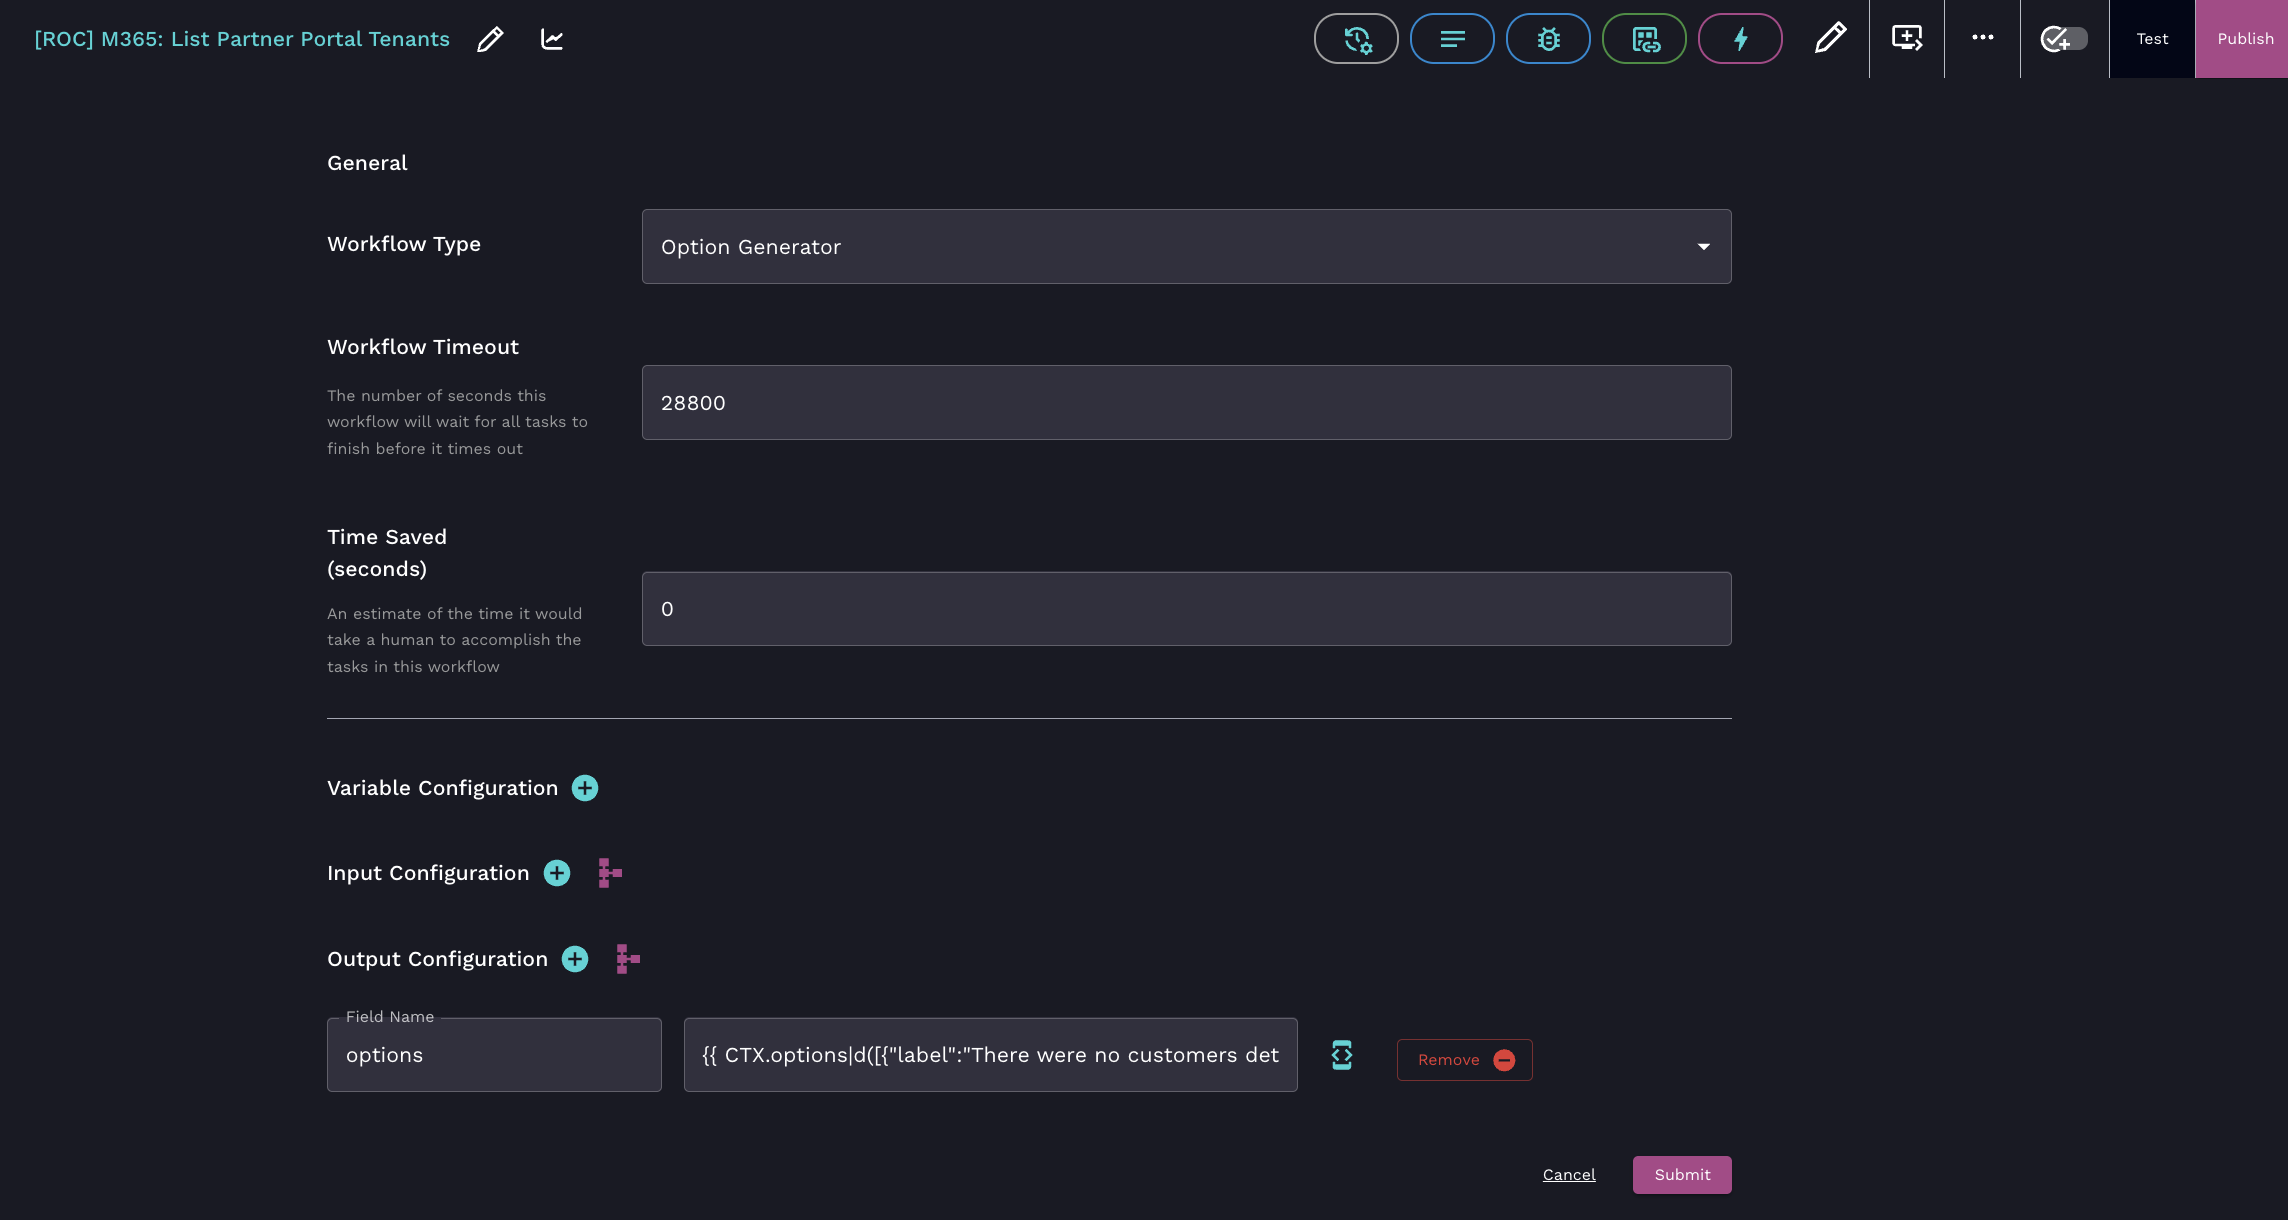 [ROC] M365: List Partner Portal Tenants
Test
Publish
General
Workflow Type
Option Generator
Workflow Timeout
The number of seconds this
workflow will wait for all tasks to
finish before it times out
28800
Time Saved
(seconds)
An estimate of the time it would
take a human to accomplish the
tasks in this workflow
0
Variable Configuration
Input Configuration
Output Configuration
Field Name
options
{{ CTX.options|d([{"label":"There were no customers det
Remove
Cancel
Submit